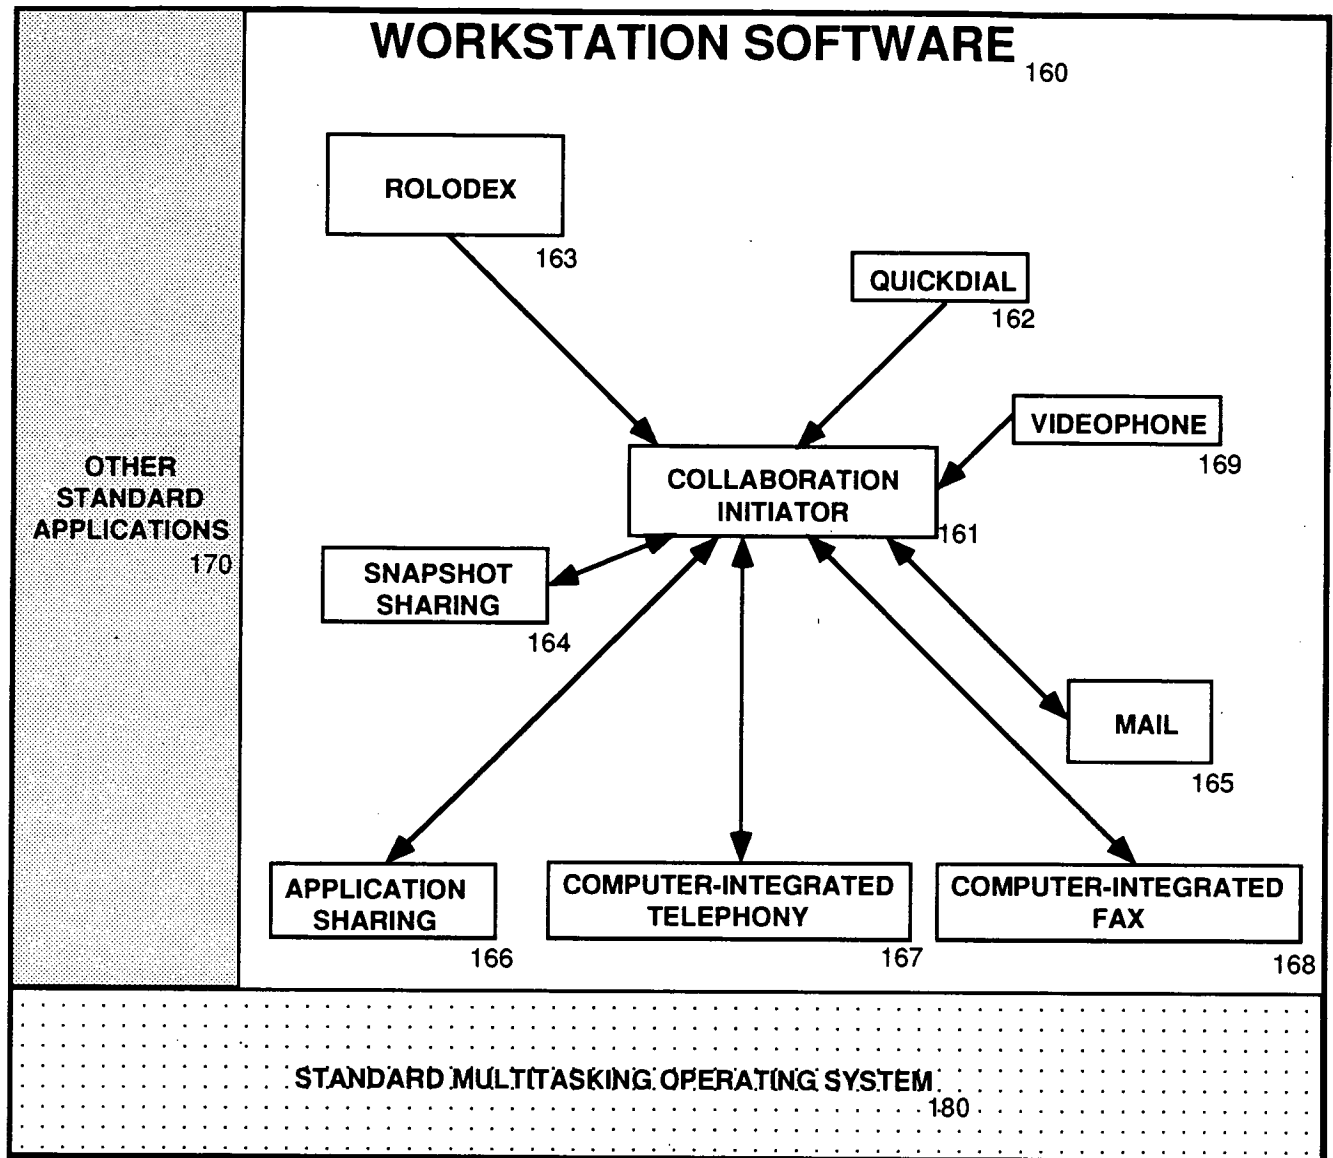 WORKSTATION SOFTWARE
160
ROLODEX
163
QUICKDIAL
162
VIDEOPHONE
169
COLLABORATION
INITIATOR
161
OTHER
STANDARD
APPLICATIONS
170
SNAPSHOT
SHARING
164
MAIL
165
APPLICATION
SHARING
166
COMPUTER-INTEGRATED
TELEPHONY
167
COMPUTER-INTEGRATED
FAX
168
STANDARD MULTITASKING OPERATING SYSTEM
180